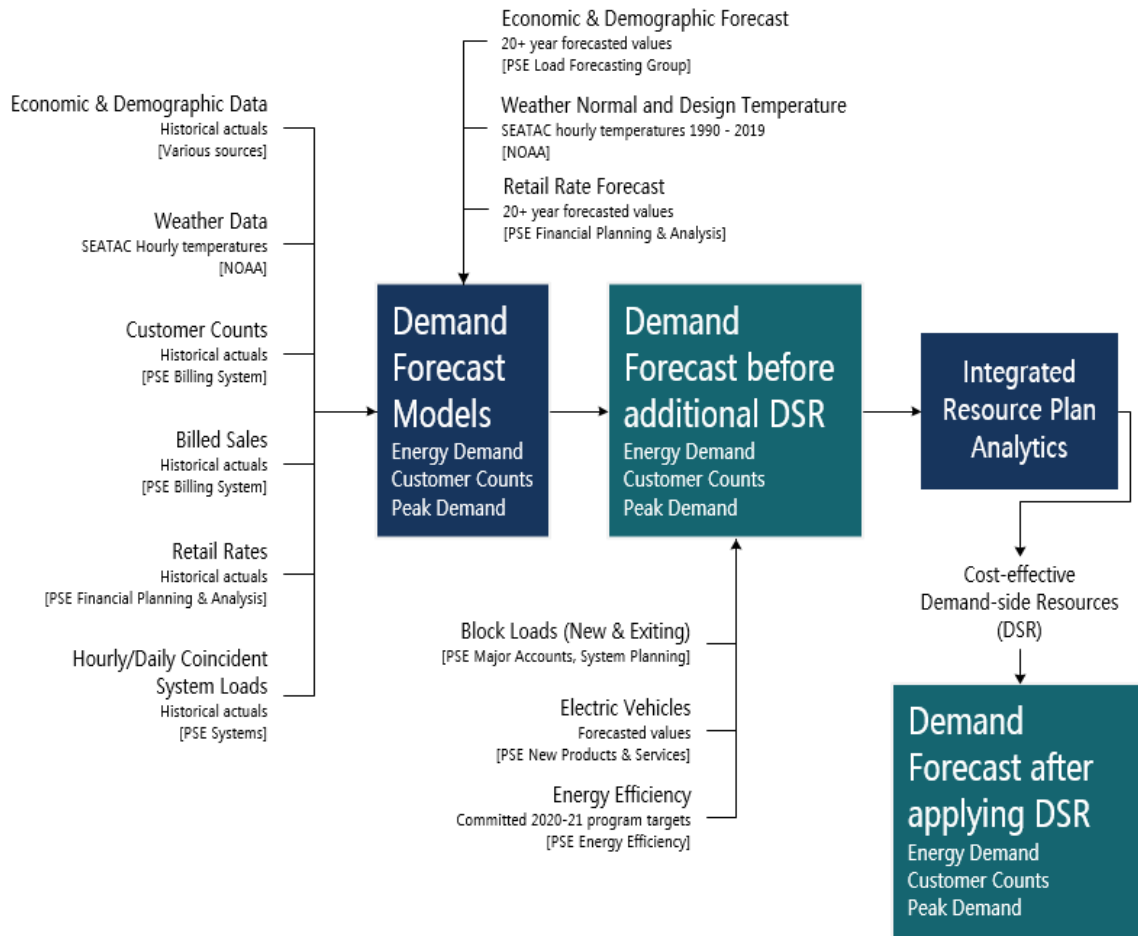 Economic & Demographic Forecast
20+ year forecasted values
[PSE Load Forecasting Group]
Weather Normal and Design Temperature
SEATAC hourly temperatures 1990 - 2019
[NOAA]
Retail Rate Forecast
20+ year forecasted values
[PSE Financial Planning & Analysis]
Economic & Demographic Data
Historical actuals
[Various sources]
Weather Data
SEATAC Hourly temperatures
[NOAA]
Customer Counts
Historical actuals
[PSE Billing System]
Billed Sales
Historical actuals
[PSE Billing System]
Retail Rates
Historical actuals
[PSE Financial Planning & Analysis]
Hourly/Daily Coincident
System Loads
Historical actuals
[PSE Systems]
Demand
Forecast
Models
Energy Demand
Customer Counts
Peak Demand
Demand
Forecast before
additional DSR
Energy Demand
Customer Counts
Peak Demand
Integrated
Resource Plan
Analytics
Block Loads (New & Exiting)
[PSE Major Accounts, System Planning]
Electric Vehicles
Forecasted values
[PSE New Products & Services]
Energy Efficiency
Committed 2020-21 program targets
[PSE Energy Efficiency]
Cost-effective
Demand-side Resources
(DSR)
Demand
Forecast after
applying DSR
Energy Demand
Customer Counts
Peak Demand